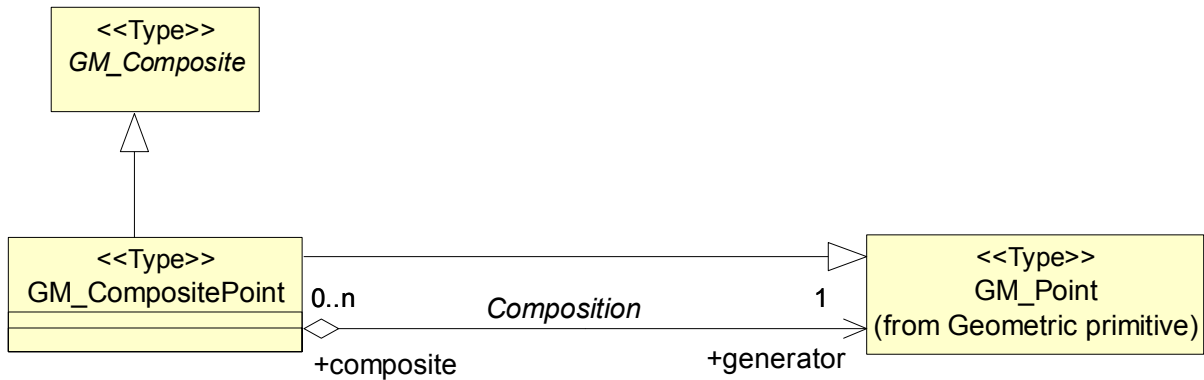 <<Type>>
GM_Composite
<<Type>>
GM_CompositePoint
0..n
Composition
1
+composite
+generator
<<Type>>
GM_Point
(from Geometric primitive)